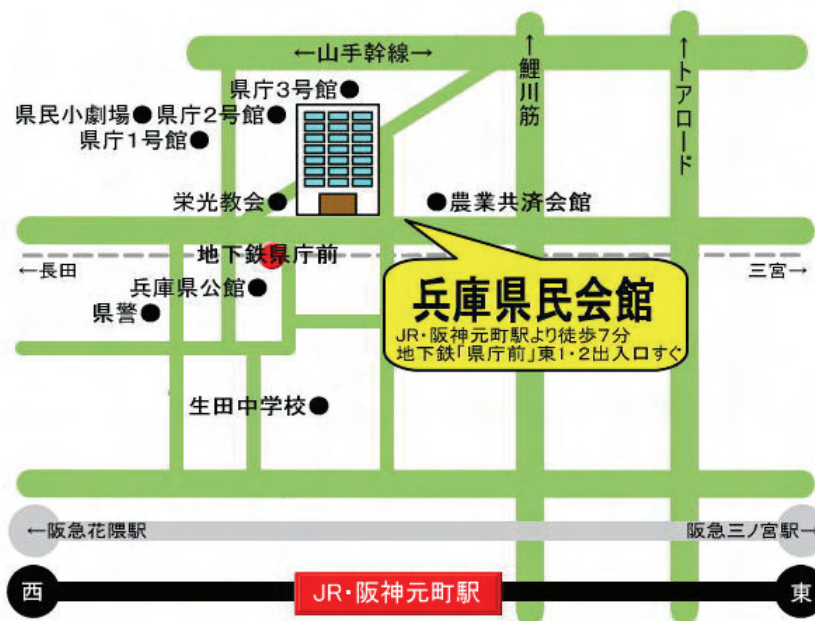 ←山手幹線→
↑鯉川筋
↑トアロード
県庁3号館●
県民小劇場●県庁2号館●
県庁1号館●
栄光教会●
●農業共済会館
地下鉄県庁前
←長田
三宮→
兵庫県公館●
県警●
兵庫県民会館
JR・阪神元町駅より徒歩7分
地下鉄「県庁前」東1・2出入口すぐ
生田中学校●
←阪急花隈駅
阪急三ノ宮駅→
西
JR・阪神元町駅
東